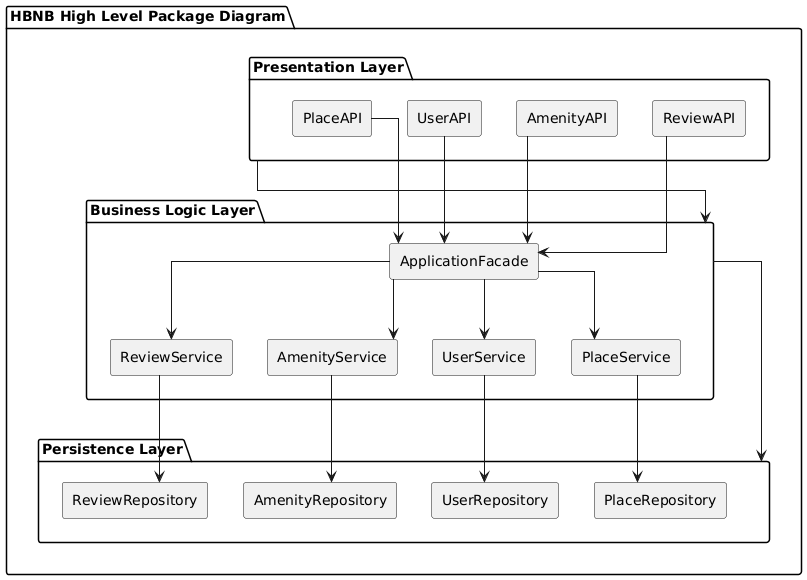 HBNB High Level Package Diagram
Presentation Layer
PlaceAPI
UserAPI
AmenityAPI
ReviewAPI
Business Logic Layer
ApplicationFacade
ReviewService
AmenityService
UserService
PlaceService
Persistence Layer
ReviewRepository
AmenityRepository
UserRepository
PlaceRepository